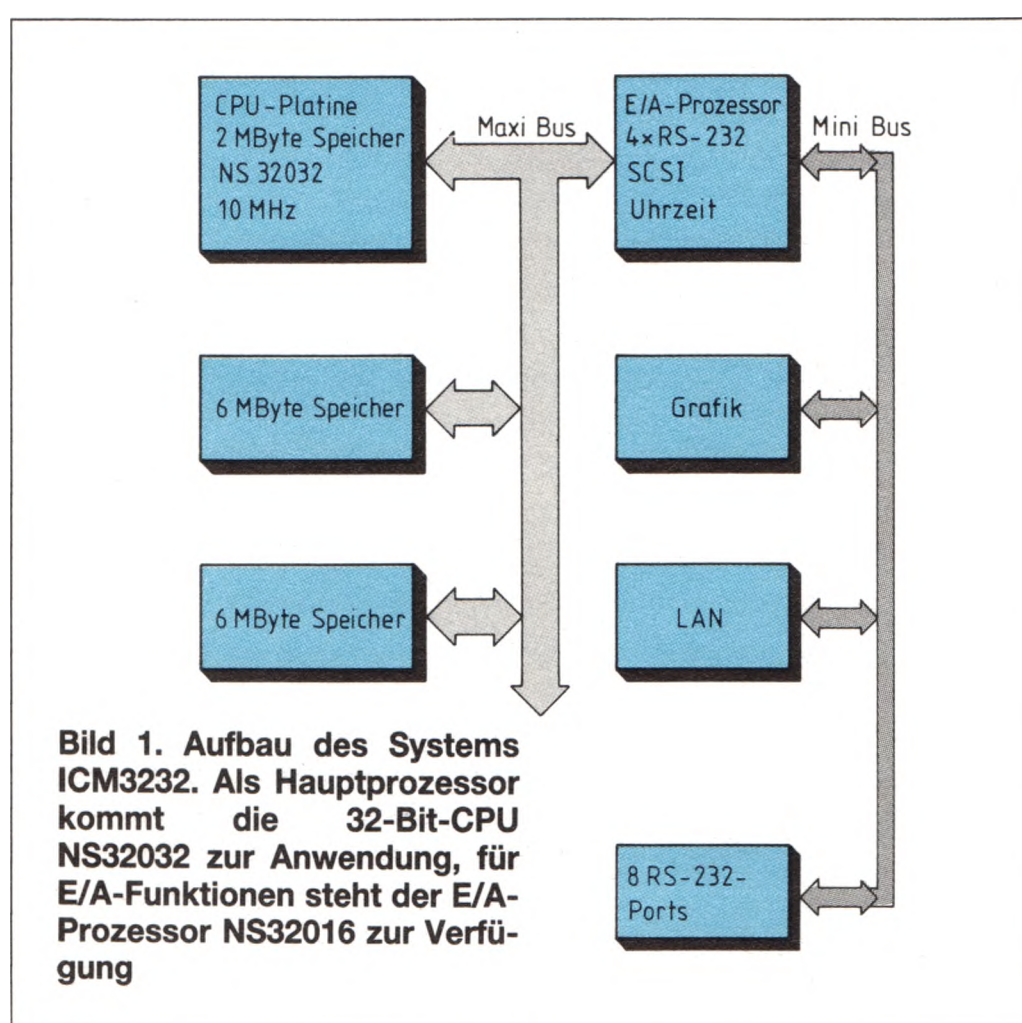 CPU-Platine
2 MByte Speicher
NS 32032
10 MHz
Maxi Bus
E/A-Prozessor
4×RS-232
SCSI
Uhrzeit
Mini Bus
6 MByte Speicher
Grafik
6 MByte Speicher
LAN
8 RS-232-
Ports
Bild 1. Aufbau des Systems
ICM3232. Als Hauptprozessor
kommt die 32-Bit-CPU
NS32032 zur Anwendung, für
E/A-Funktionen steht der E/A-
Prozessor NS32016 zur Verfü-
gung